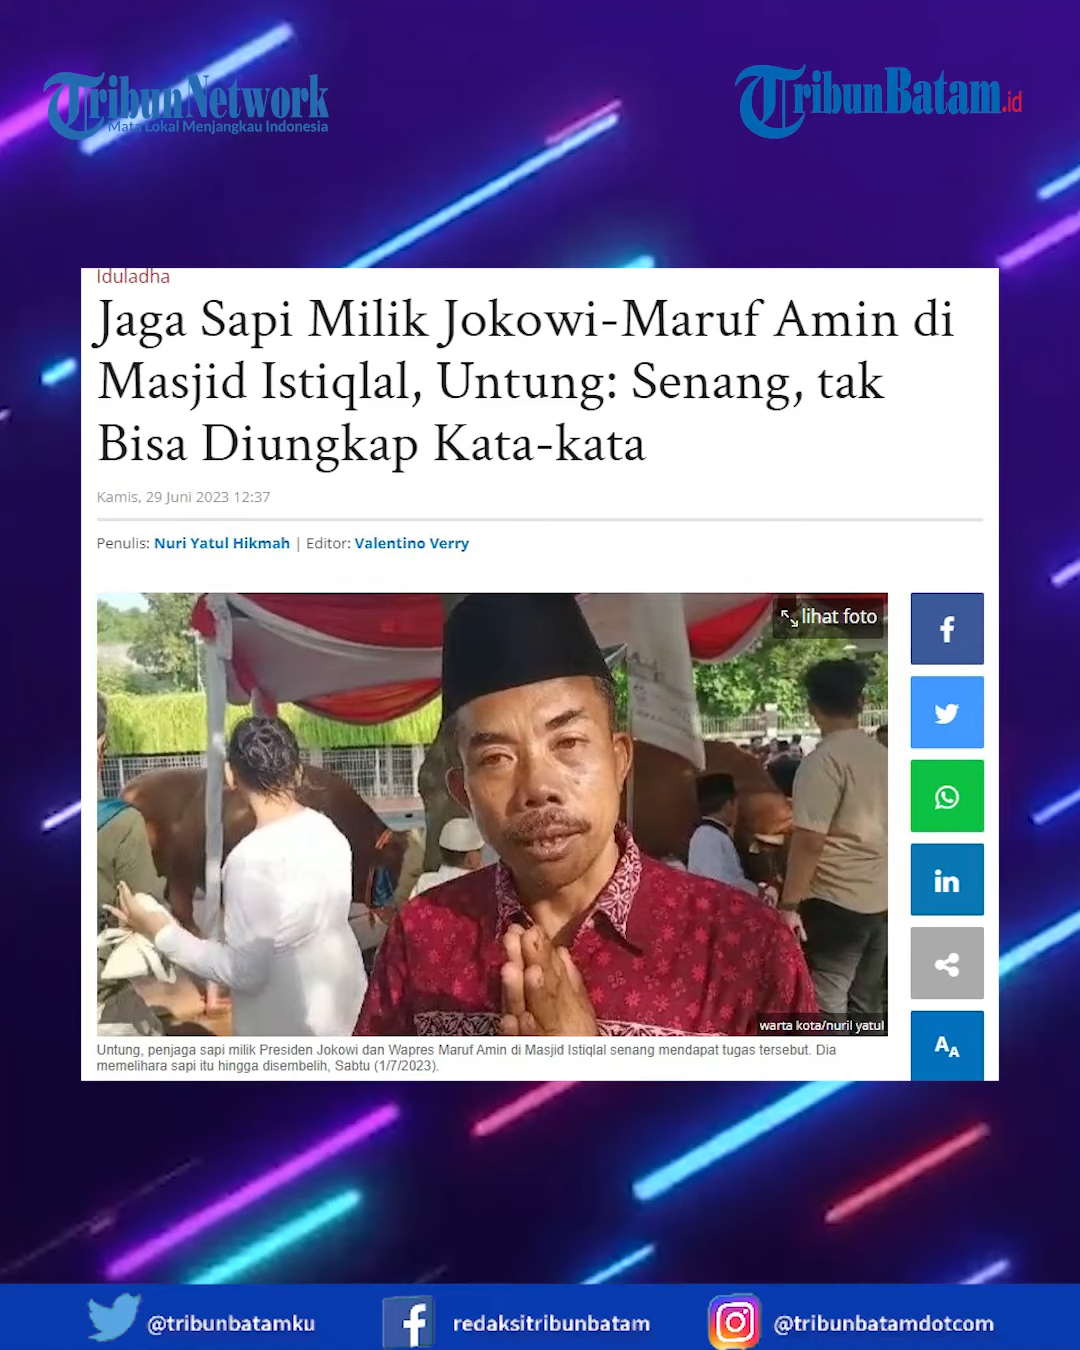 TribunNetwork
Mata Lokal Menjangkau Indonesia
TribunBatam.id
Iduladha
Jaga Sapi Milik Jokowi-Maruf Amin di
Masjid Istiqlal, Untung: Senang, tak
Bisa Diungkap Kata-kata
Kamis, 29 Juni 2023 12:37
Penulis: Nuri Yatul Hikmah | Editor: Valentino Verry
lihat foto
warta kota/nuril yatul
Untung, penjaga sapi milik Presiden Jokowi dan Wapres Maruf Amin di Masjid Istiqlal senang mendapat tugas tersebut. Dia
memelihara sapi itu hingga disembelih, Sabtu (1/7/2023).
AA
@tribunbatamku
redaksitribunbatam
@tribunbatamdotcom